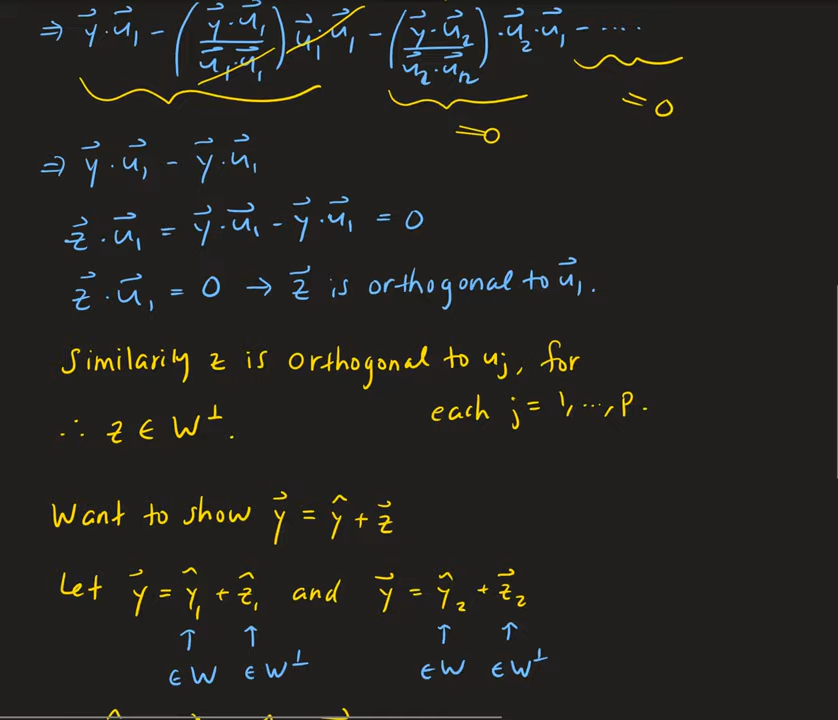 ⇒ y⃗·u⃗₁ − (y⃗·u⃗₁ / u⃗₁·u⃗₁) u⃗₁·u⃗₁ − (y⃗·u⃗₂ / u⃗₂·u⃗n)·u⃗₂·u⃗₁ − ....
= 0
= 0
⇒ y⃗·u⃗₁ − y⃗·u⃗₁
z⃗·u⃗₁ = y⃗·u⃗₁ − y⃗·u⃗₁ = 0
z⃗·u⃗₁ = 0 → z⃗ is orthogonal to u⃗₁.
Similarity z is orthogonal to uⱼ, for
each j = 1, ..., p.
∴ z ∈ W⊥.
Want to show y⃗ = ŷ + z⃗
Let y⃗ = ŷ₁ + ẑ₁ and y⃗ = ŷ₂ + z⃗₂
↑ ↑ ↑ ↑
∈ W ∈ W⊥ ∈ W ∈ W⊥